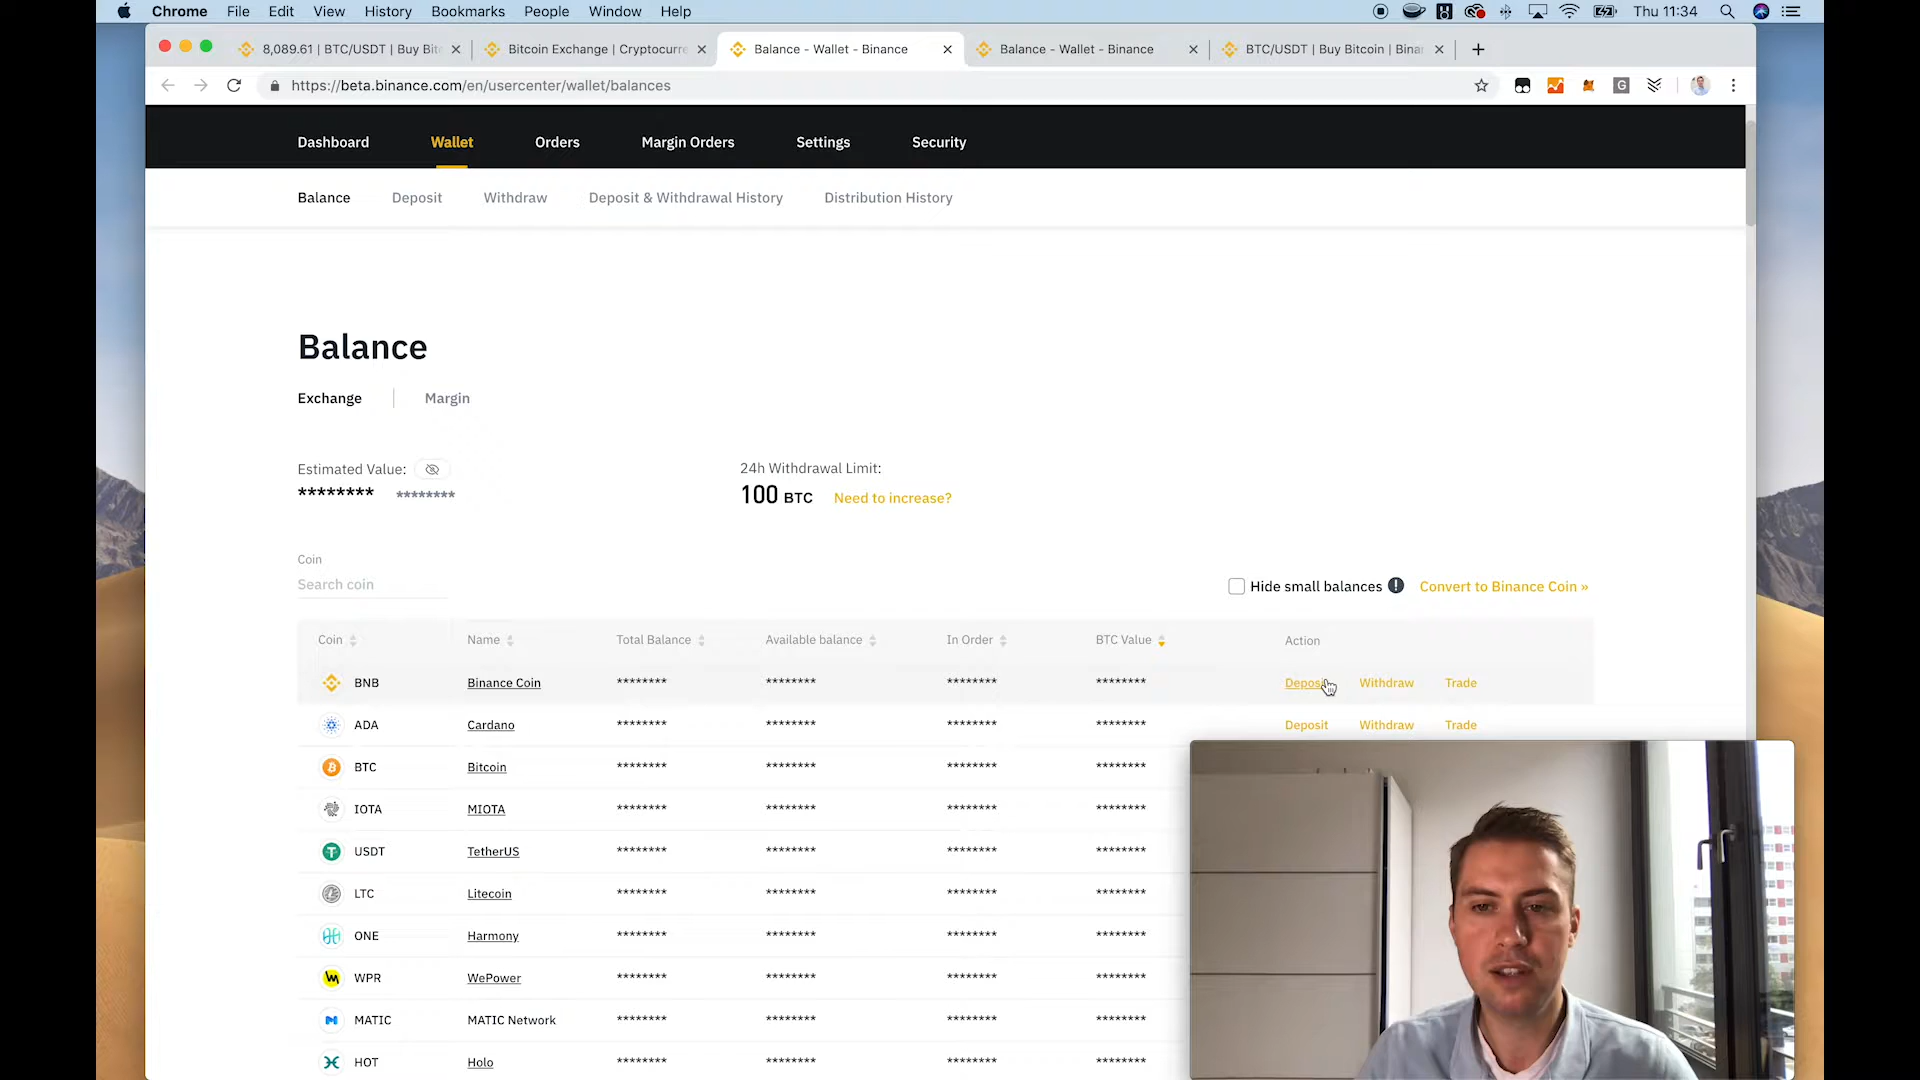 Chrome File Edit View History Bookmarks People Window Help Thu 11:34
8,089.61 | BTC/USDT | Buy Bit Bitcoin Exchange | Cryptocurre Balance - Wallet - Binance Balance - Wallet - Binance BTC/USDT | Buy Bitcoin | Binan
https://beta.binance.com/en/usercenter/wallet/balances
Dashboard Wallet Orders Margin Orders Settings Security
Balance Deposit Withdraw Deposit & Withdrawal History Distribution History
Balance
Exchange Margin
Estimated Value: 24h Withdrawal Limit:
******** ******** 100 BTC Need to increase?
Coin
Search coin Hide small balances Convert to Binance Coin »
Coin Name Total Balance Available balance In Order BTC Value Action
BNB Binance Coin ******** ******** ******** ******** Deposit Withdraw Trade
ADA Cardano ******** ******** ******** ******** Deposit Withdraw Trade
BTC Bitcoin ******** ******** ******** ********
IOTA MIOTA ******** ******** ******** ********
USDT TetherUS ******** ******** ******** ********
LTC Litecoin ******** ******** ******** ********
ONE Harmony ******** ******** ******** ********
WPR WePower ******** ******** ******** ********
MATIC MATIC Network ******** ******** ******** ********
HOT Holo ******** ******** ******** ********